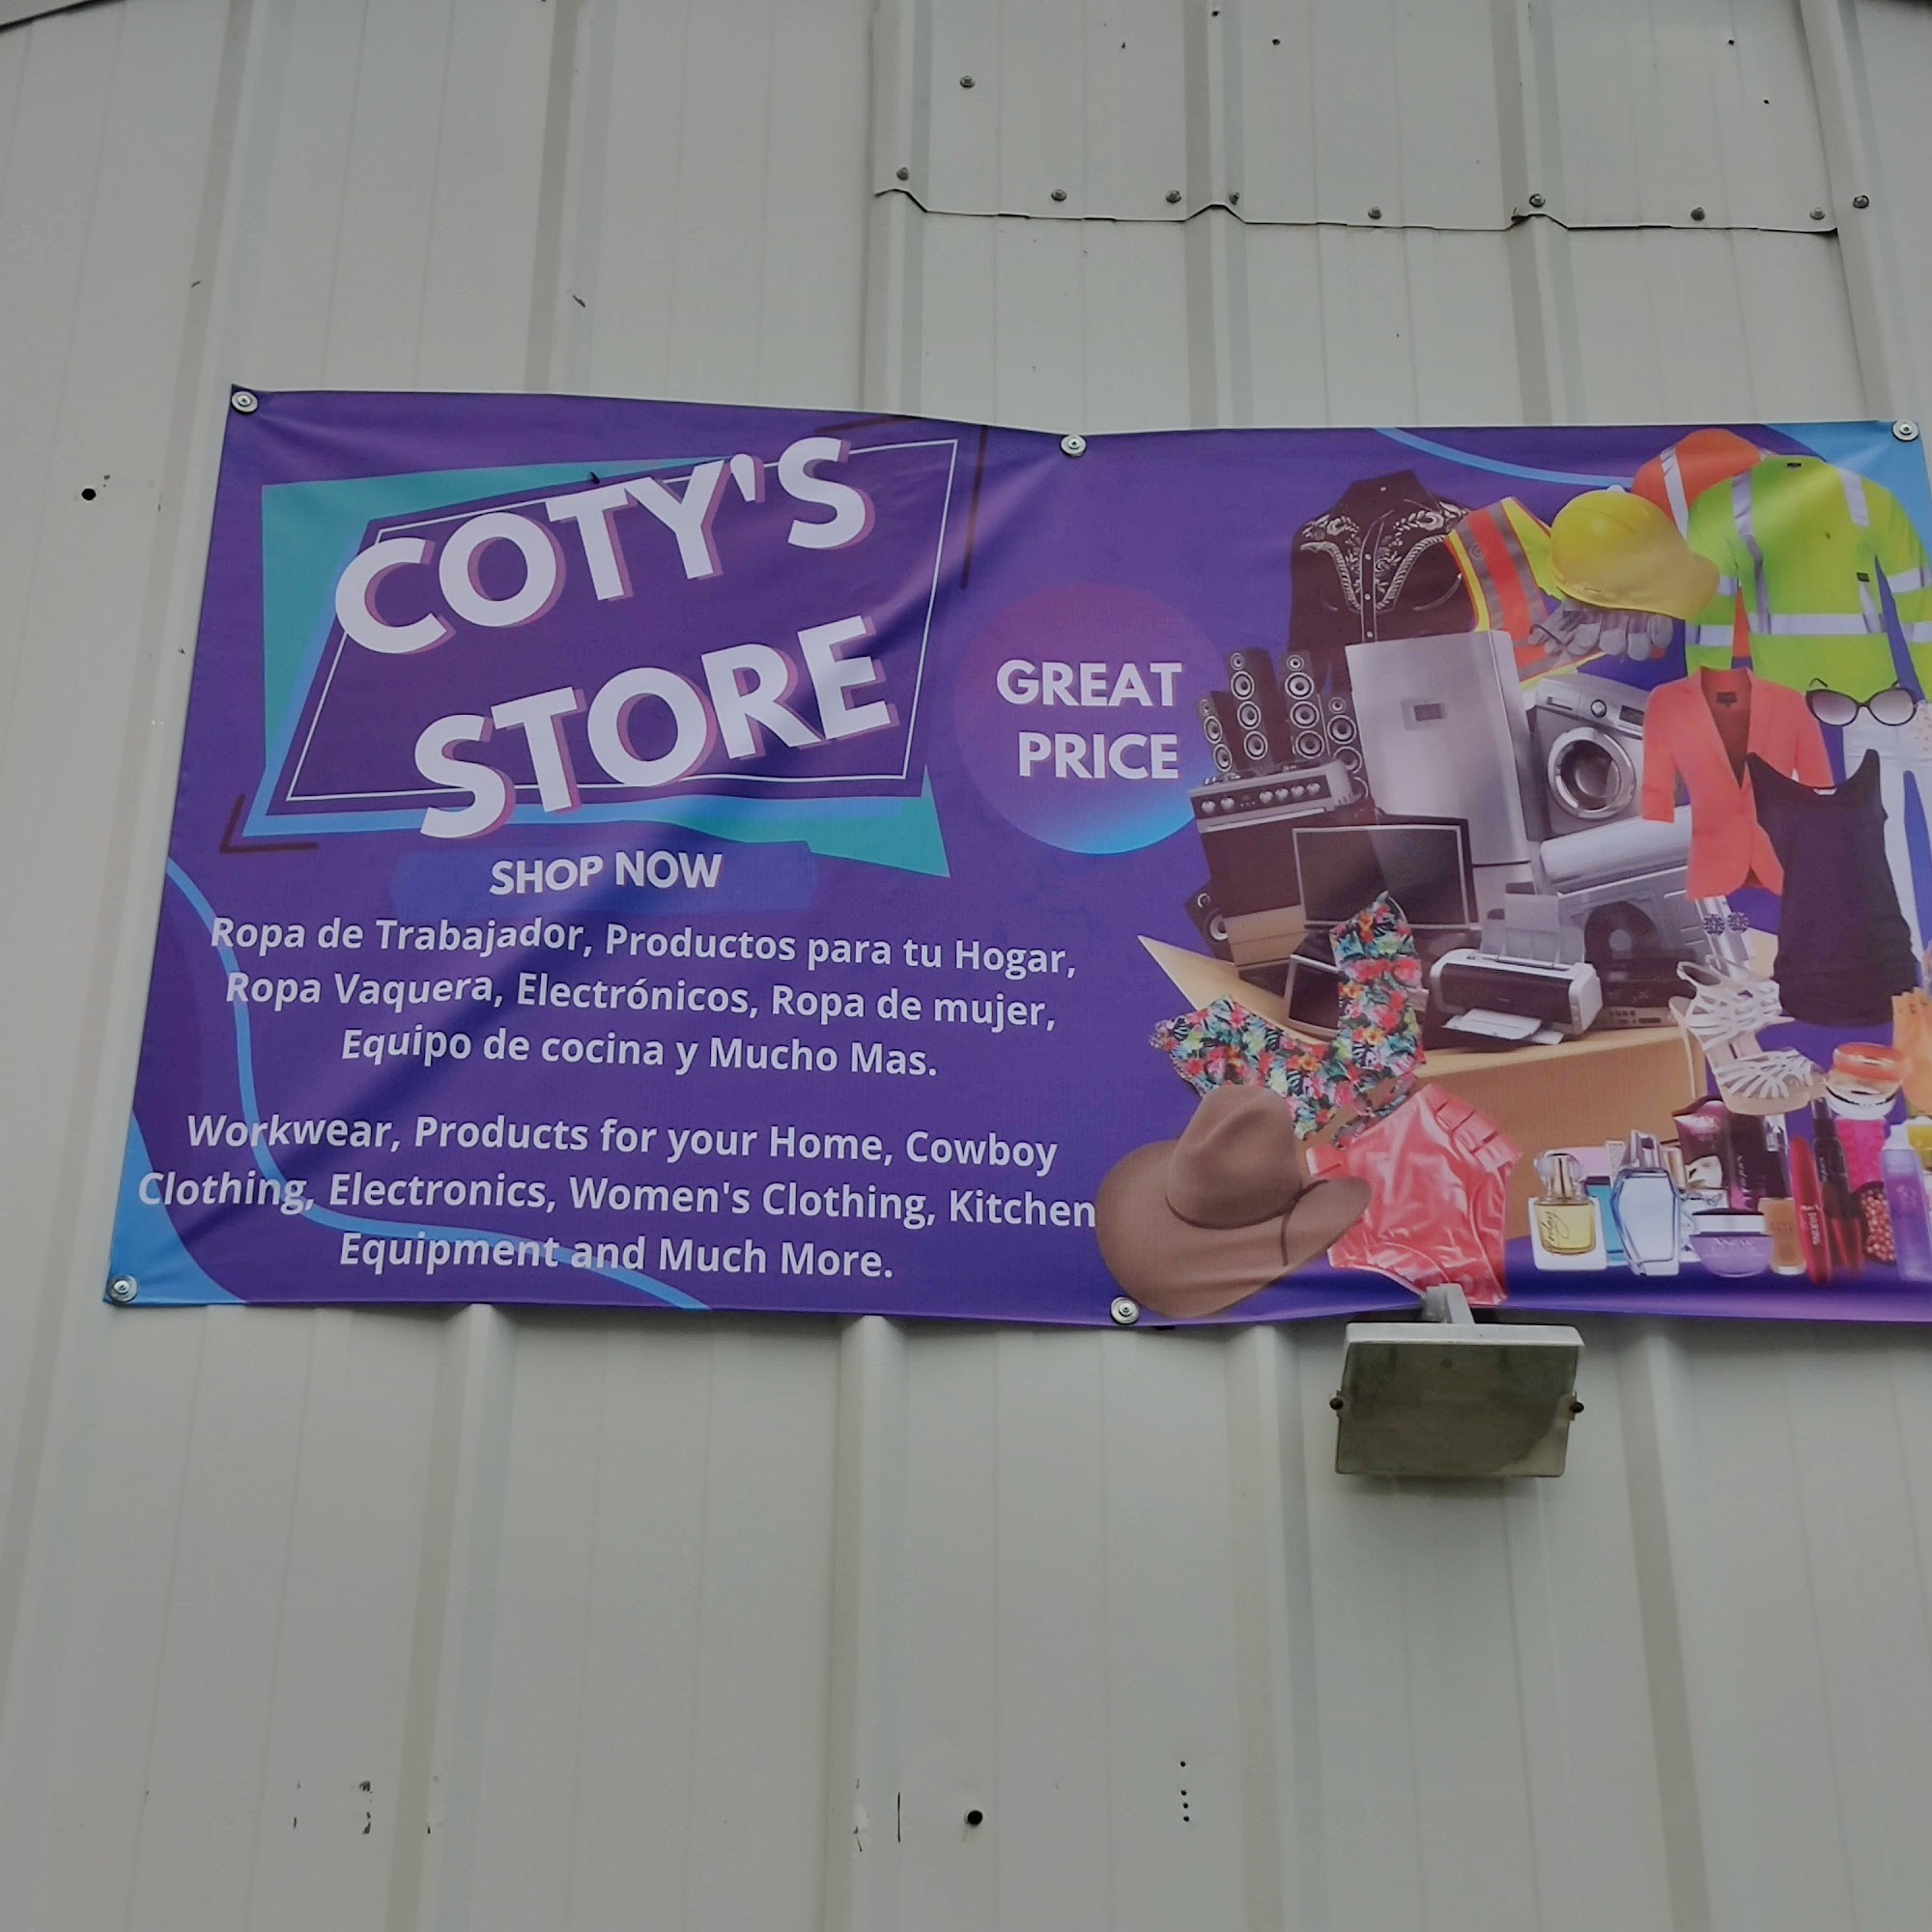 COTY'S
STORE
GREAT
PRICE
SHOP NOW
Ropa de Trabajador, Productos para tu Hogar,
Ropa Vaquera, Electrónicos, Ropa de mujer,
Equipo de cocina y Mucho Mas.
Workwear, Products for your Home, Cowboy
Clothing, Electronics, Women's Clothing, Kitchen
Equipment and Much More.